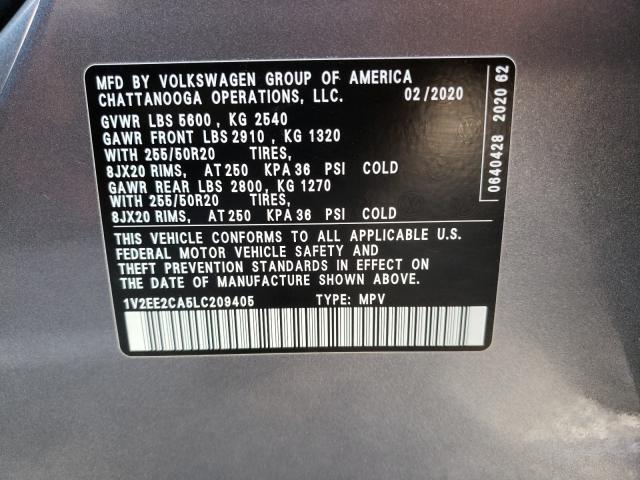 MFD BY VOLKSWAGEN GROUP OF AMERICA
CHATTANOOGA OPERATIONS, LLC. 02/2020
GVWR LBS 5600 , KG 2540
GAWR FRONT LBS 2910 , KG 1320
WITH 255/50R20 TIRES,
8JX20 RIMS, AT 250 KPA 36 PSI COLD
GAWR REAR LBS 2800, KG 1270
WITH 255/50R20 TIRES,
8JX20 RIMS, AT 250 KPA 36 PSI COLD
THIS VEHICLE CONFORMS TO ALL APPLICABLE U.S.
FEDERAL MOTOR VEHICLE SAFETY AND
THEFT PREVENTION STANDARDS IN EFFECT ON
THE DATE OF MANUFACTURE SHOWN ABOVE.
1V2EE2CA5LC209405 TYPE: MPV
0640428 2020 62